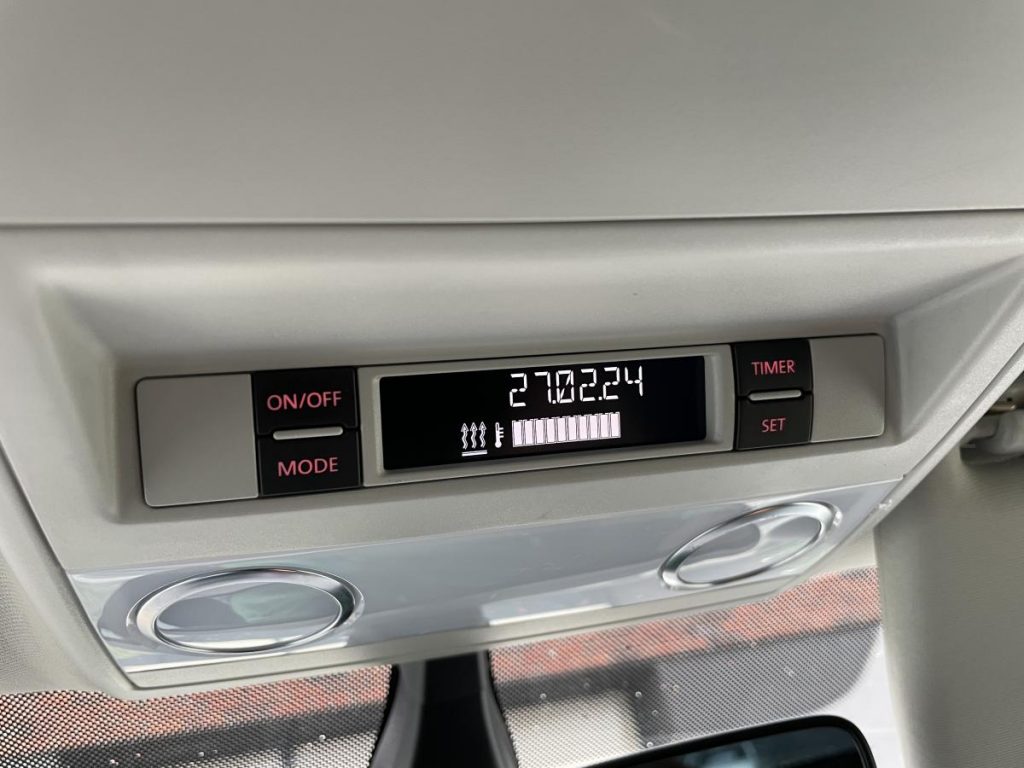 ON/OFF
MODE
27.02.24
TIMER
SET